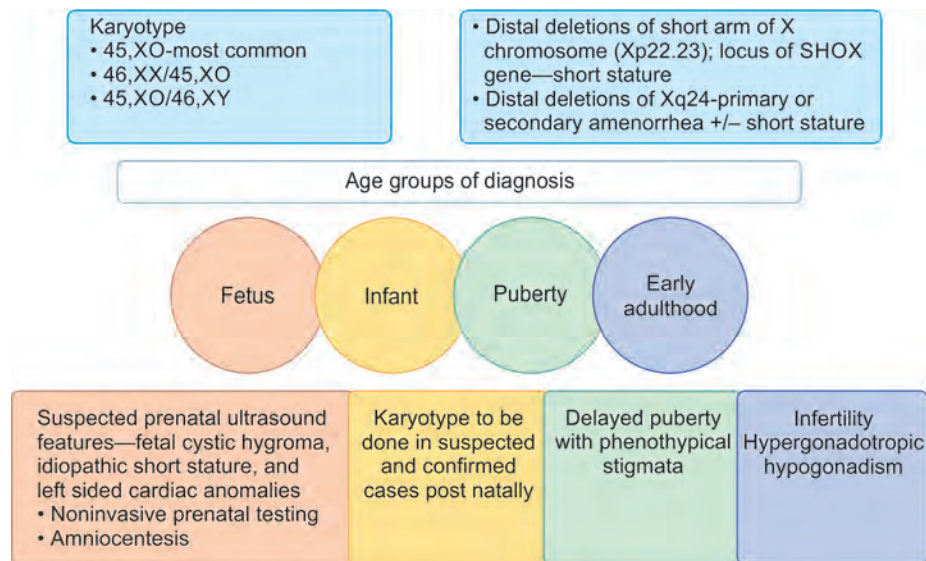 Karyotype
• 45,XO-most common
• 46,XX/45,XO
• 45,XO/46,XY
• Distal deletions of short arm of X
chromosome (Xp22.23); locus of SHOX
gene—short stature
• Distal deletions of Xq24-primary or
secondary amenorrhea +/– short stature
Age groups of diagnosis
Fetus
Infant
Puberty
Early
adulthood
Suspected prenatal ultrasound
features—fetal cystic hygroma,
idiopathic short stature, and
left sided cardiac anomalies
• Noninvasive prenatal testing
• Amniocentesis
Karyotype to be
done in suspected
and confirmed
cases post natally
Delayed puberty
with phenothypical
stigmata
Infertility
Hypergonadotropic
hypogonadism